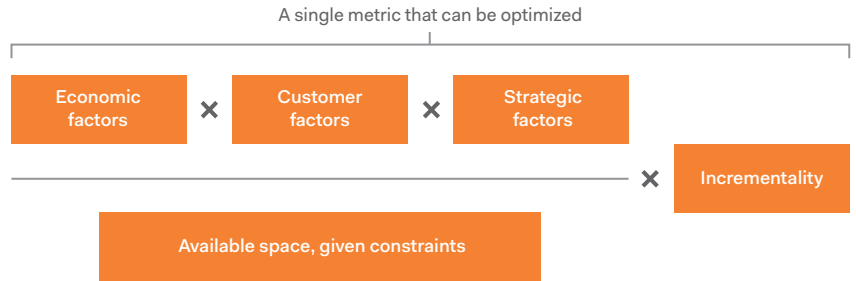 A single metric that can be optimized
Economic
factors
×
Customer
factors
×
Strategic
factors
×
Incrementality
Available space, given constraints